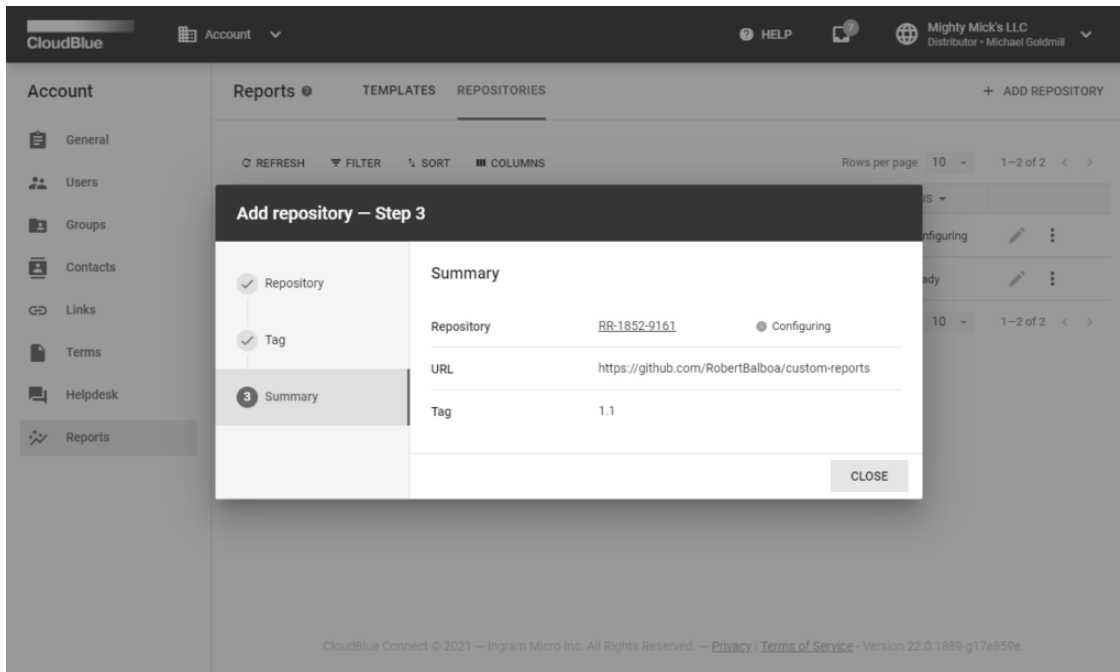 CloudBlue
Account
HELP
7
Mighty Mick's LLC
Distributor • Michael Goldmill
Account
General
Users
Groups
Contacts
Links
Terms
Helpdesk
Reports
Reports
TEMPLATES
REPOSITORIES
+ ADD REPOSITORY
REFRESH
FILTER
SORT
COLUMNS
Rows per page 10
1–2 of 2
Add repository — Step 3
Repository
Tag
3 Summary
Summary
Repository RR-1852-9161 Configuring
URL https://github.com/RobertBalboa/custom-reports
Tag 1.1
CLOSE
10
1–2 of 2
CloudBlue Connect © 2021 — Ingram Micro Inc. All Rights Reserved. — Privacy | Terms of Service - Version 22.0.1889-g17e859e